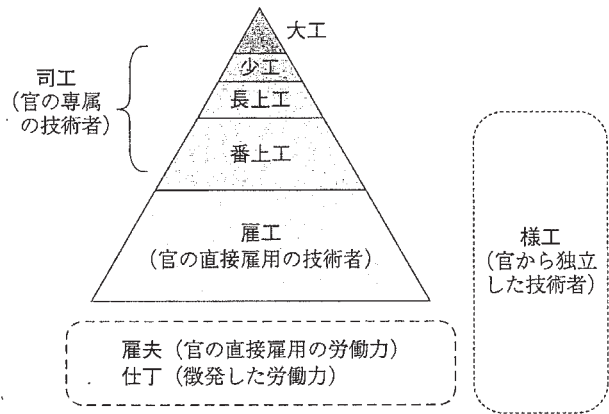 大工
少工
長上工
番上工
司工
(官の専属
の技術者)
雇工
(官の直接雇用の技術者)
様工
(官から独立
した技術者)
雇夫(官の直接雇用の労働力)
仕丁(徴発した労働力)